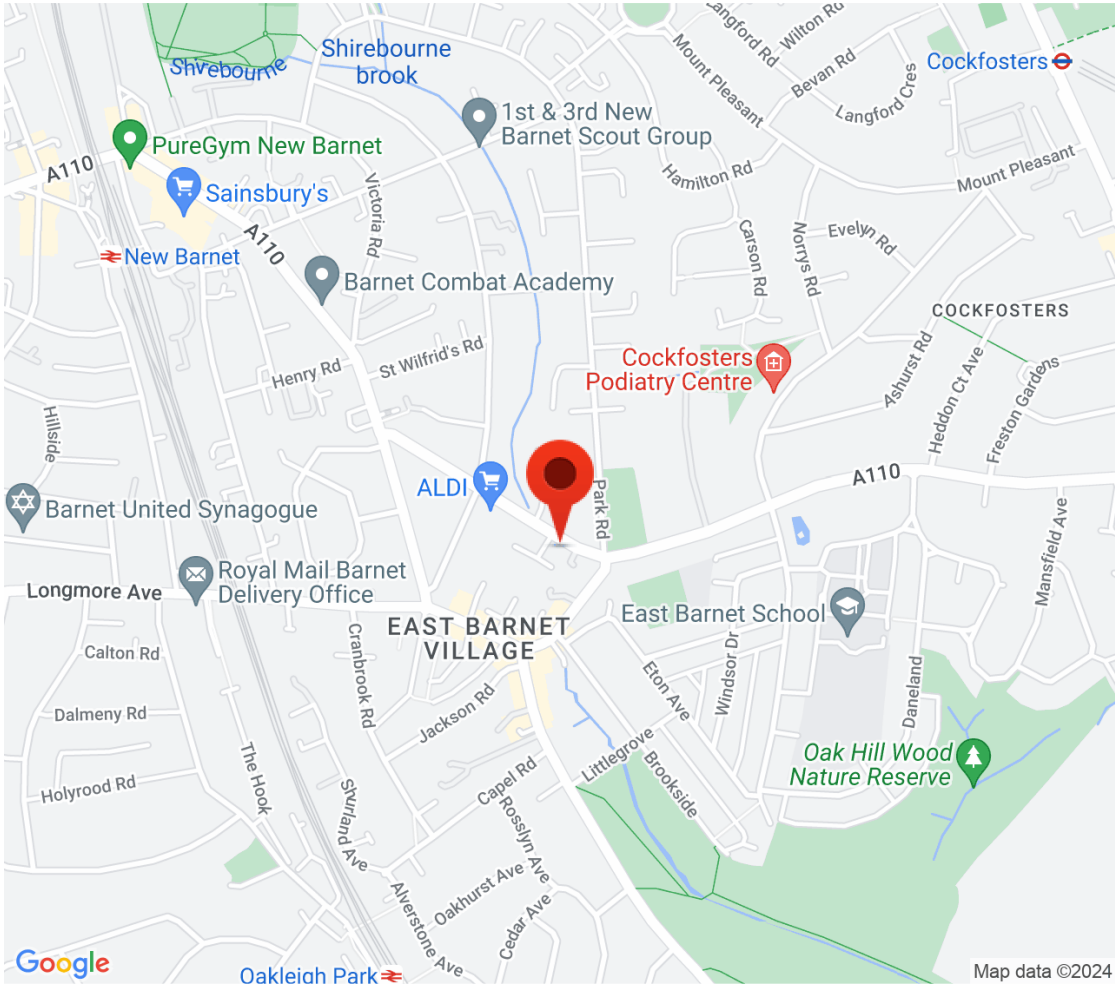 Langford Rd
Wilton Rd
Shirebourne
brook
Shirebourne
Mount Pleasant
Bevan Rd
Cockfosters
Langford Cres
1st & 3rd New
Barnet Scout Group
PureGym New Barnet
A110
Sainsbury's
Victoria Rd
Hamilton Rd
Mount Pleasant
A110
New Barnet
Carson Rd
Norrys Rd
Evelyn Rd
Barnet Combat Academy
COCKFOSTERS
St Wilfrid's Rd
Henry Rd
Cockfosters
Podiatry Centre
Ashurst Rd
Heddon Ct Ave
Freston Gardens
Hillside
A110
ALDI
Park Rd
Barnet United Synagogue
Mansfield Ave
Royal Mail Barnet
Delivery Office
Longmore Ave
East Barnet School
EAST BARNET
VILLAGE
Cranbrook Rd
Calton Rd
Eton Ave
Windsor Dr
Daneland
Jackson Rd
Dalmeny Rd
The Hook
Littlegrove
Brookside
Oak Hill Wood
Nature Reserve
Holyrood Rd
Capel Rd
Shurland Ave
Rosslyn Ave
Oakhurst Ave
Alverstone Ave
Cedar Ave
Google
Oakleigh Park
Map data ©2024